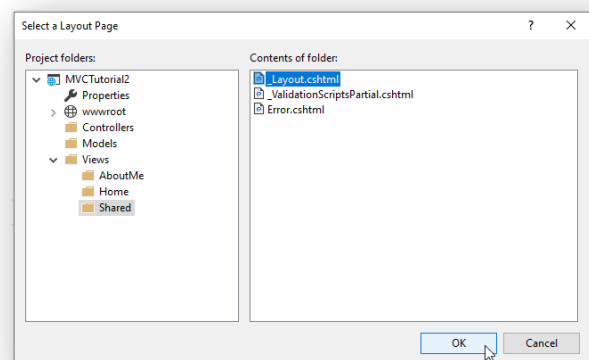 Select a Layout Page
?
Project folders:
Contents of folder:
MVCTutorial2
Properties
wwwroot
Controllers
Models
Views
AboutMe
Home
Shared
_Layout.cshtml
_ValidationScriptsPartial.cshtml
Error.cshtml
OK
Cancel